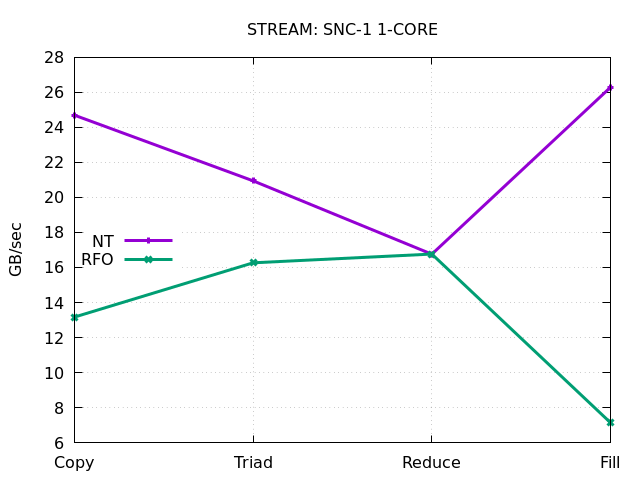 STREAM: SNC-1 1-CORE
28
26
24
22
20
18
16
14
12
10
8
6
GB/sec
NT
RFO
Copy Triad Reduce Fill